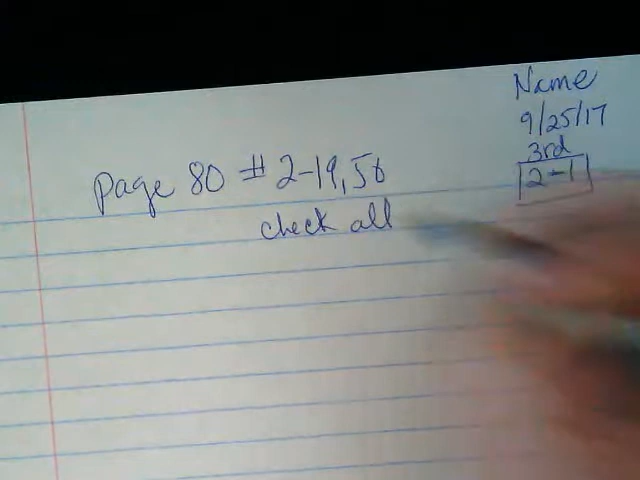 Name
9/25/17
3rd
2-1
Page 80 # 2-19, 56
check all